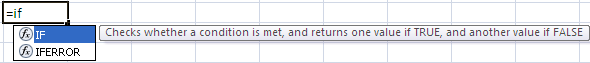 =if
IF Checks whether a condition is met, and returns one value if TRUE, and another value if FALSE
IFERROR